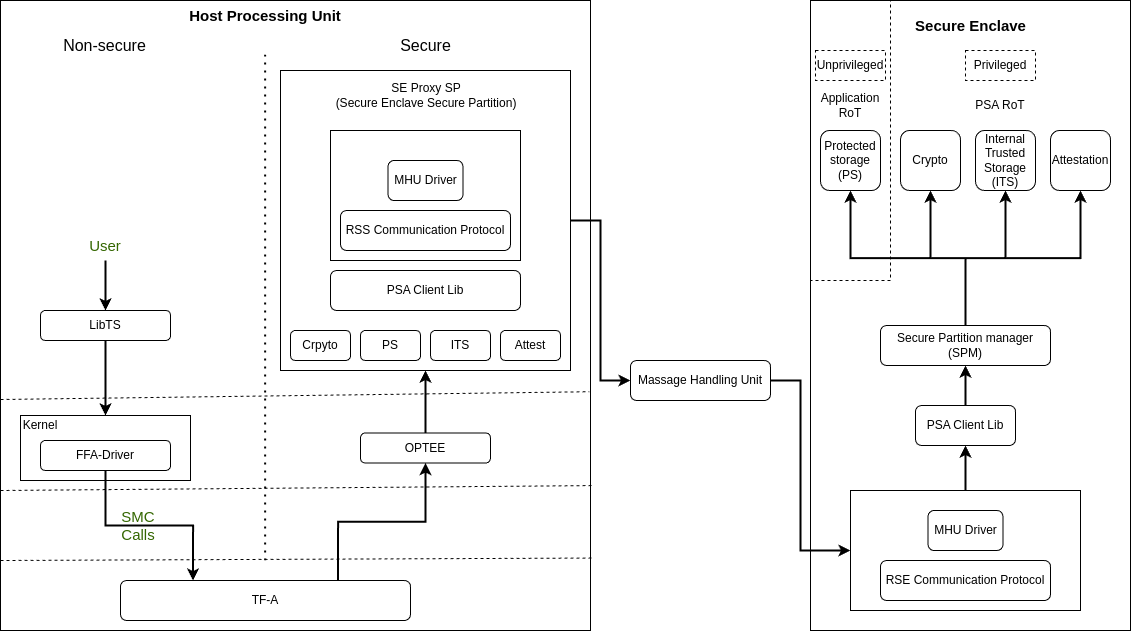 Host Processing Unit
Non-secure
Secure
SE Proxy SP
(Secure Enclave Secure Partition)
MHU Driver
RSS Communication Protocol
PSA Client Lib
Crpyto
PS
ITS
Attest
User
LibTS
Kernel
FFA-Driver
OPTEE
SMC
Calls
TF-A
Massage Handling Unit
Secure Enclave
Unprivileged
Privileged
Application
RoT
PSA RoT
Protected
storage
(PS)
Crypto
Internal
Trusted
Storage
(ITS)
Attestation
Secure Partition manager
(SPM)
PSA Client Lib
MHU Driver
RSE Communication Protocol